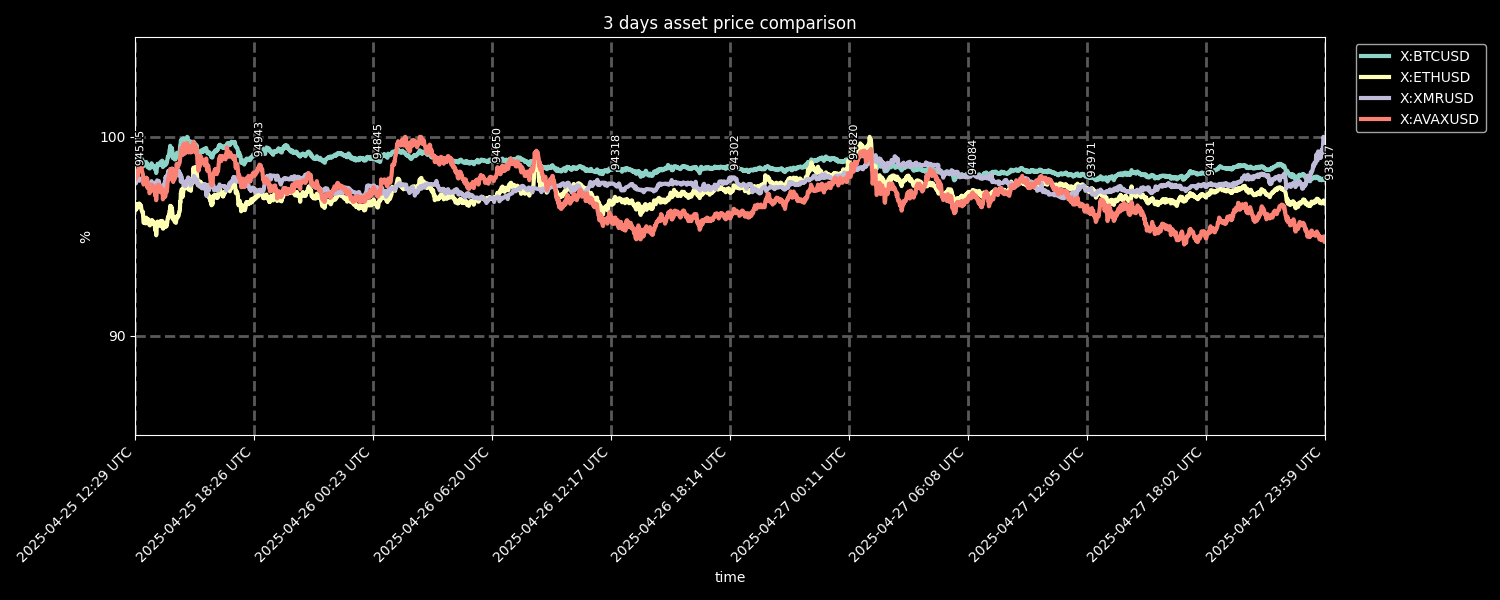 3 days asset price comparison
X:BTCUSD
X:ETHUSD
X:XMRUSD
X:AVAXUSD
100
90
%
94515
94943
94845
94650
94318
94302
94820
94084
93971
94031
93817
2025-04-25 12:29 UTC
2025-04-25 18:26 UTC
2025-04-26 00:23 UTC
2025-04-26 06:20 UTC
2025-04-26 12:17 UTC
2025-04-26 18:14 UTC
2025-04-27 00:11 UTC
2025-04-27 06:08 UTC
2025-04-27 12:05 UTC
2025-04-27 18:02 UTC
2025-04-27 23:59 UTC
time